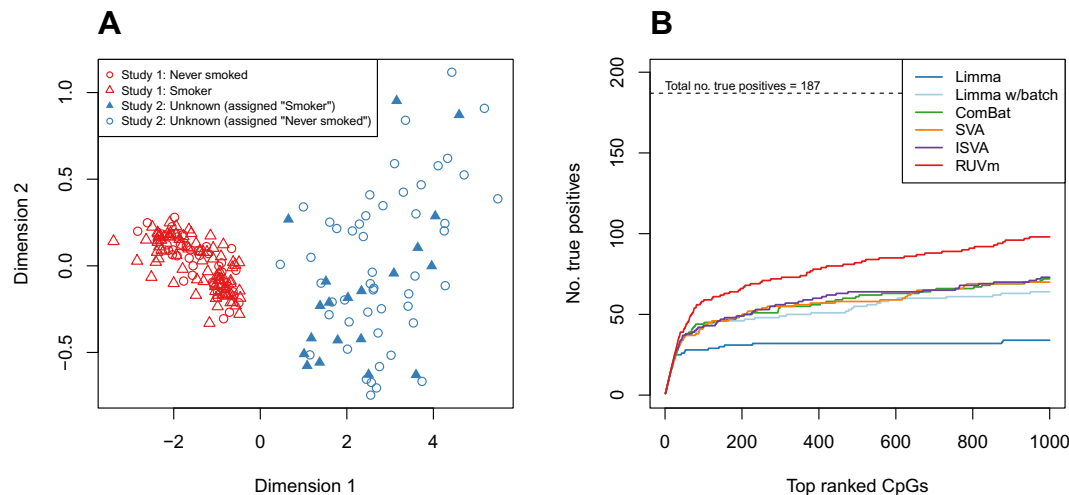 A
Study 1: Never smoked
Study 1: Smoker
Study 2: Unknown (assigned "Smoker")
Study 2: Unknown (assigned "Never smoked")
Dimension 2
1.0
0.5
0.0
−0.5
−2
0
2
4
Dimension 1
B
Total no. true positives = 187
Limma
Limma w/batch
ComBat
SVA
ISVA
RUVm
No. true positives
200
150
100
50
0
0
200
400
600
800
1000
Top ranked CpGs